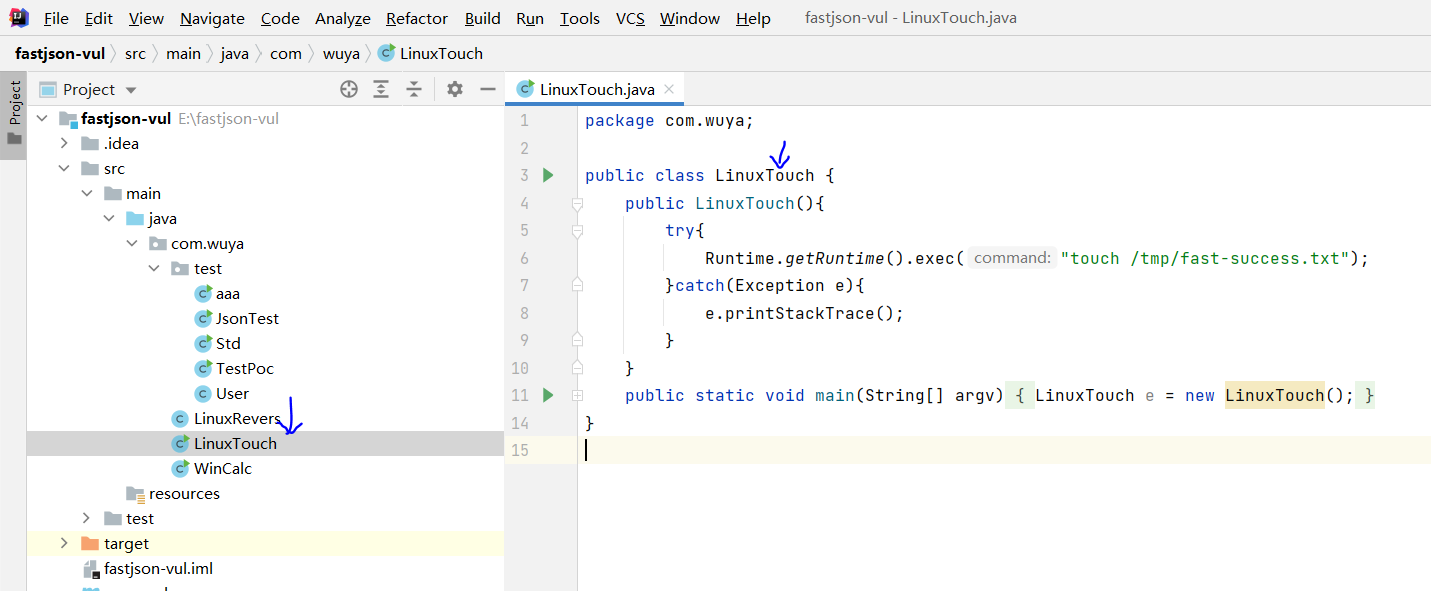 File Edit View Navigate Code Analyze Refactor Build Run Tools VCS Window Help fastjson-vul - LinuxTouch.java
fastjson-vul src main java com wuya LinuxTouch
Project
Project
LinuxTouch.java
fastjson-vul E:\fastjson-vul
.idea
src
main
java
com.wuya
test
aaa
JsonTest
Std
TestPoc
User
LinuxRevers
LinuxTouch
WinCalc
resources
test
target
fastjson-vul.iml
1 package com.wuya;
2
3 public class LinuxTouch {
4 public LinuxTouch(){
5 try{
6 Runtime.getRuntime().exec( command: "touch /tmp/fast-success.txt");
7 }catch(Exception e){
8 e.printStackTrace();
9 }
10 }
11 public static void main(String[] argv) { LinuxTouch e = new LinuxTouch(); }
14 }
15